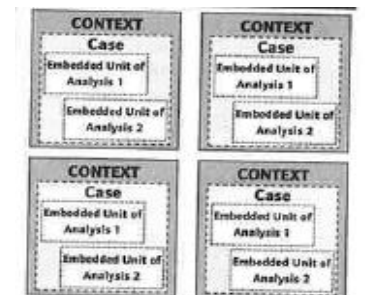 CONTEXT
Case
Embedded Unit of
Analysis 1
Embedded Unit of
Analysis 2
CONTEXT
Case
Embedded Unit of
Analysis 1
Embedded Unit of
Analysis 2
CONTEXT
Case
Embedded Unit of
Analysis 1
Embedded Unit of
Analysis 2
CONTEXT
Case
Embedded Unit of
Analysis 1
Embedded Unit of
Analysis 2